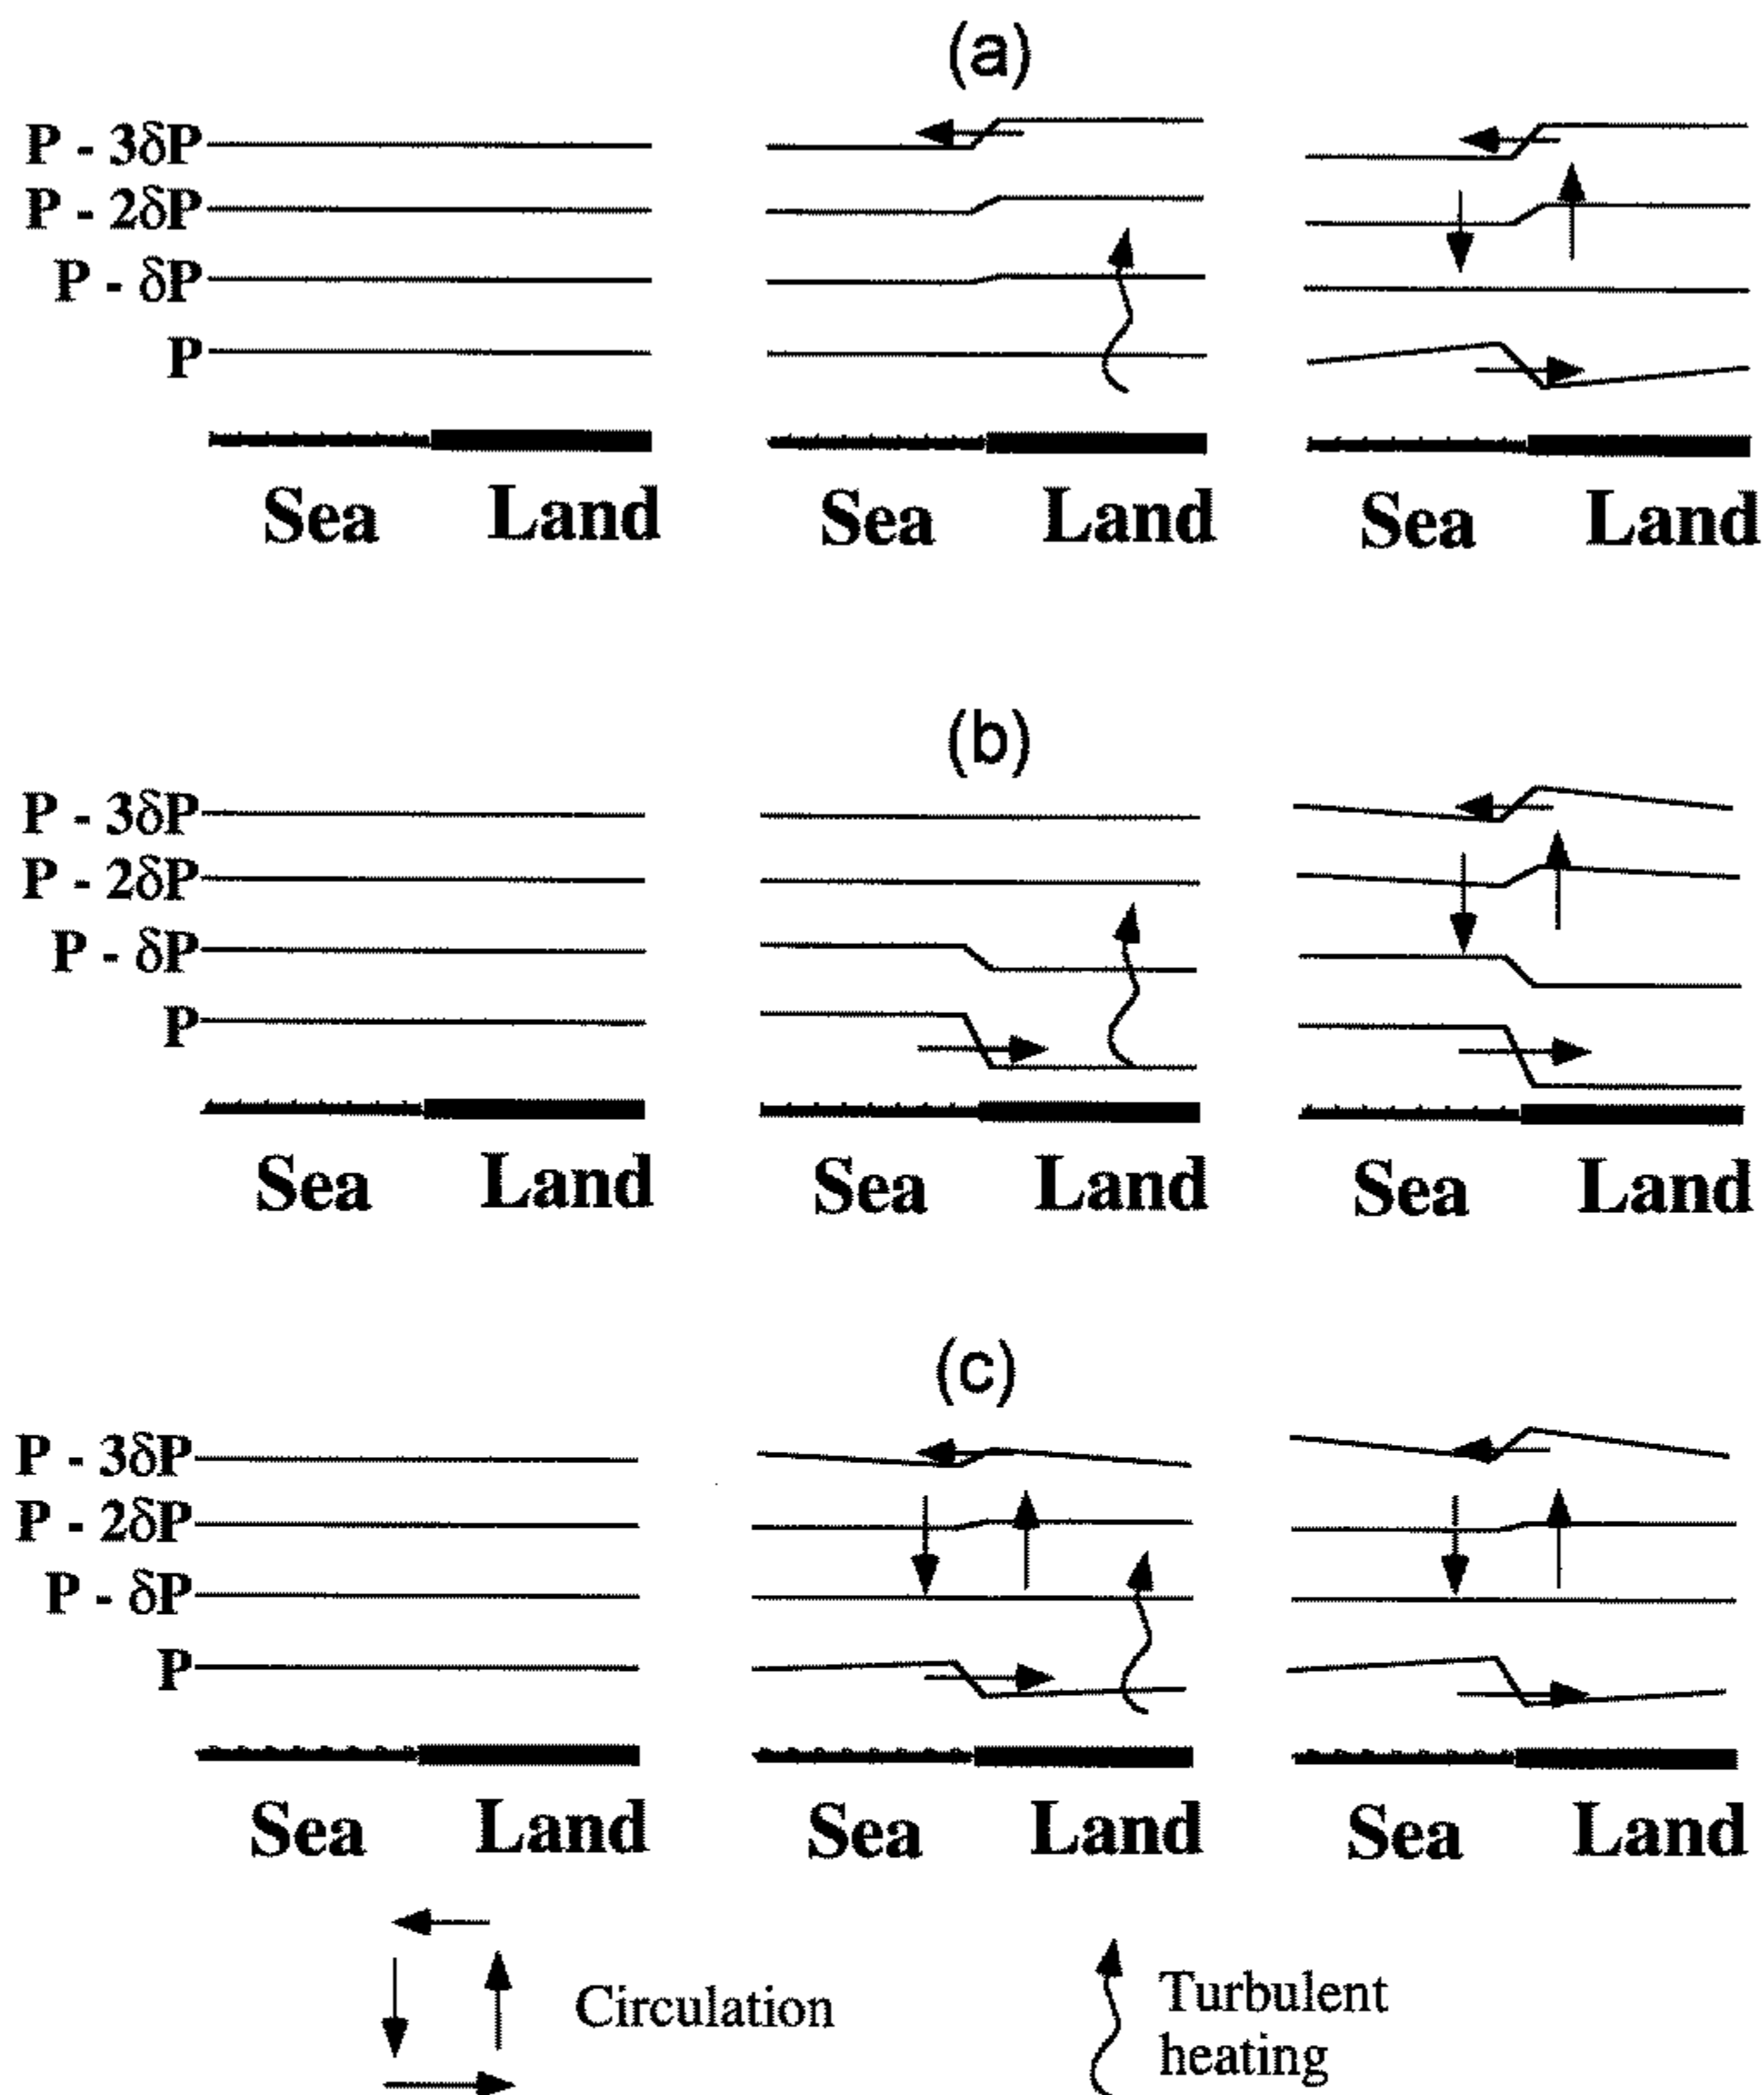 (a)
P - 3δP
P - 2δP
P - δP
P
Sea Land Sea Land Sea Land
(b)
P - 3δP
P - 2δP
P - δP
P
Sea Land Sea Land Sea Land
(c)
P - 3δP
P - 2δP
P - δP
P
Sea Land Sea Land Sea Land
Circulation
Turbulent
heating